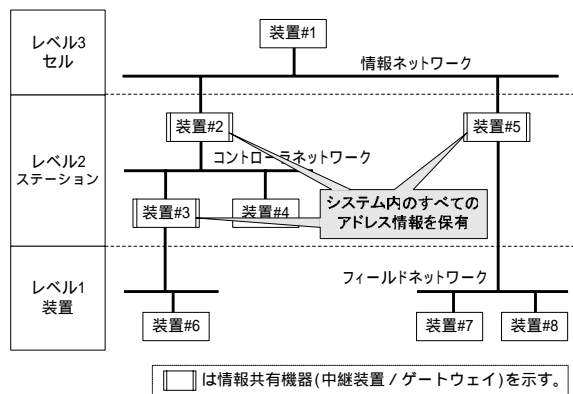 レベル3
セル
装置#1
情報ネットワーク
レベル2
ステーション
装置#2
装置#5
コントローラネットワーク
装置#3
装置#4
システム内のすべての
アドレス情報を保有
レベル1
装置
フィールドネットワーク
装置#6
装置#7
装置#8
は情報共有機器(中継装置/ゲートウェイ)を示す。